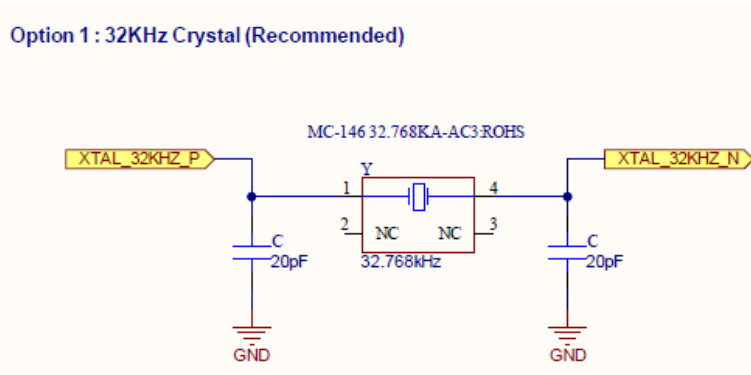 Option 1 : 32KHz Crystal (Recommended)
MC-146 32.768KA-AC3:ROHS
XTAL_32KHZ_P
XTAL_32KHZ_N
Y
1
4
2
NC
NC
3
C
20pF
32.768kHz
C
20pF
GND
GND